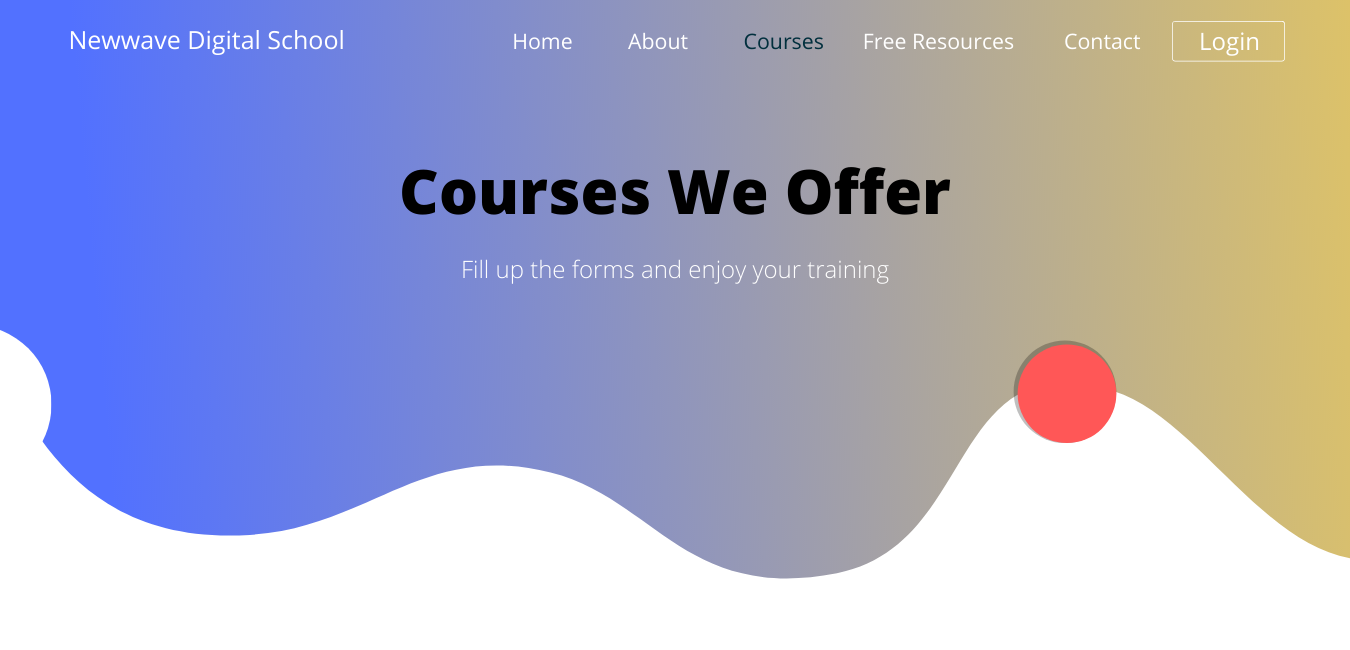 Newwave Digital School Home About Courses Free Resources Contact Login
Courses We Offer
Fill up the forms and enjoy your training